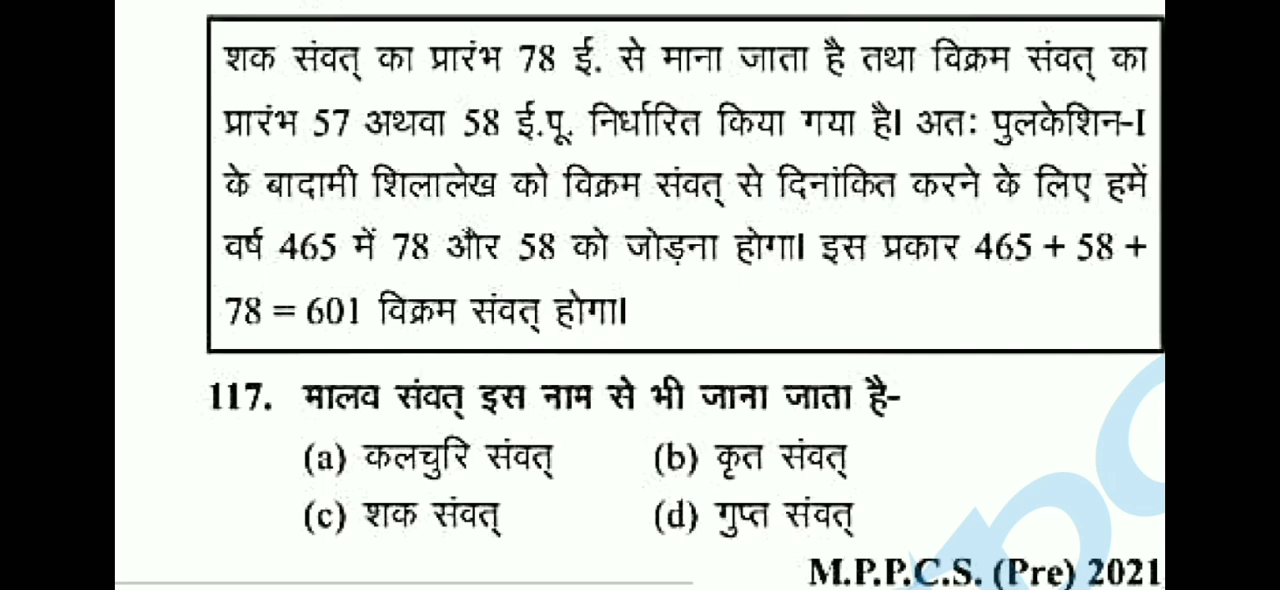 शक संवत् का प्रारंभ 78 ई. से माना जाता है तथा विक्रम संवत् का
प्रारंभ 57 अथवा 58 ई.पू. निर्धारित किया गया है। अतः पुलकेशिन-I
के बादामी शिलालेख को विक्रम संवत् से दिनांकित करने के लिए हमें
वर्ष 465 में 78 और 58 को जोड़ना होगा। इस प्रकार 465 + 58 +
78 = 601 विक्रम संवत् होगा।
117. मालव संवत् इस नाम से भी जाना जाता है-
(a) कलचुरि संवत् (b) कृत संवत्
(c) शक संवत् (d) गुप्त संवत्
M.P.P.C.S. (Pre) 2021